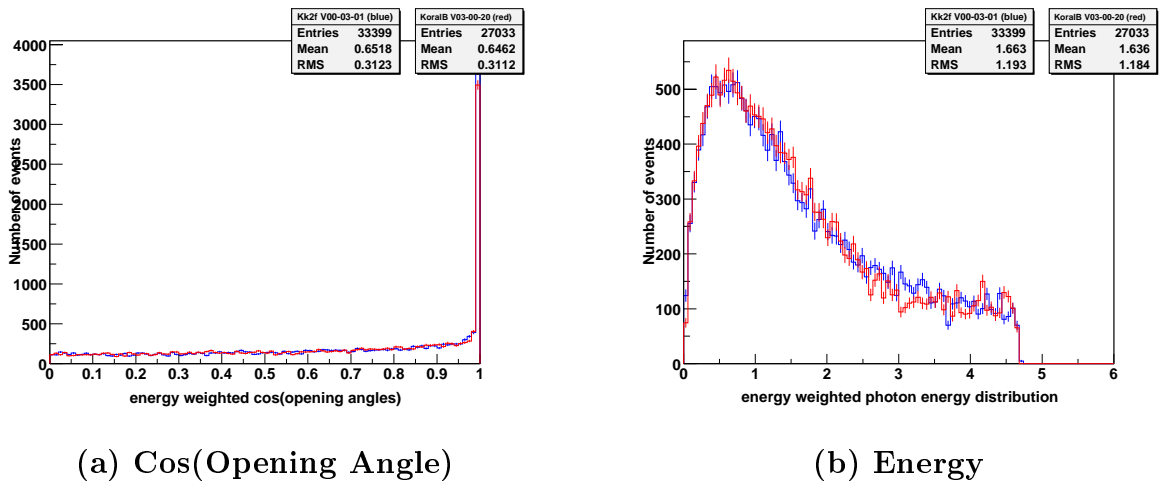 Kk2f V00-03-01 (blue)
Entries 33399
Mean 0.6518
RMS 0.3123
KoralB V03-00-20 (red)
Entries 27033
Mean 0.6462
RMS 0.3112
Number of events
4000
3500
3000
2500
2000
1500
1000
500
0
0 0.1 0.2 0.3 0.4 0.5 0.6 0.7 0.8 0.9 1
energy weighted cos(opening angles)
(a) Cos(Opening Angle)
Kk2f V00-03-01 (blue)
Entries 33399
Mean 1.663
RMS 1.193
KoralB V03-00-20 (red)
Entries 27033
Mean 1.636
RMS 1.184
Number of events
500
400
300
200
100
0
0 1 2 3 4 5 6
energy weighted photon energy distribution
(b) Energy